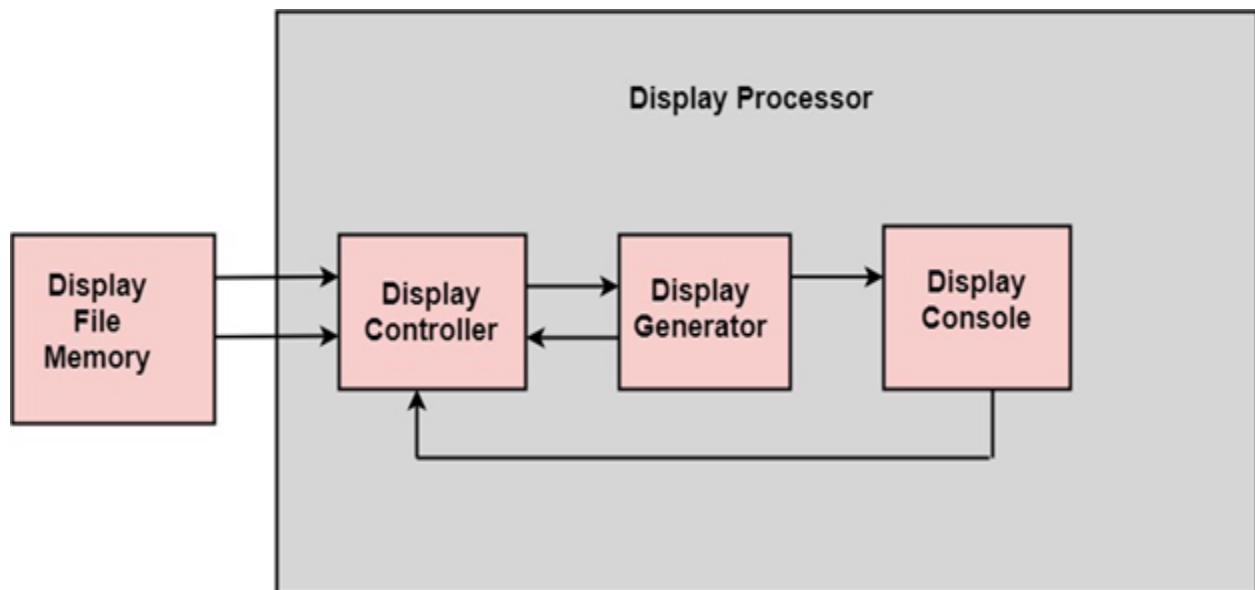 Display Processor
Display
File
Memory
Display
Controller
Display
Generator
Display
Console